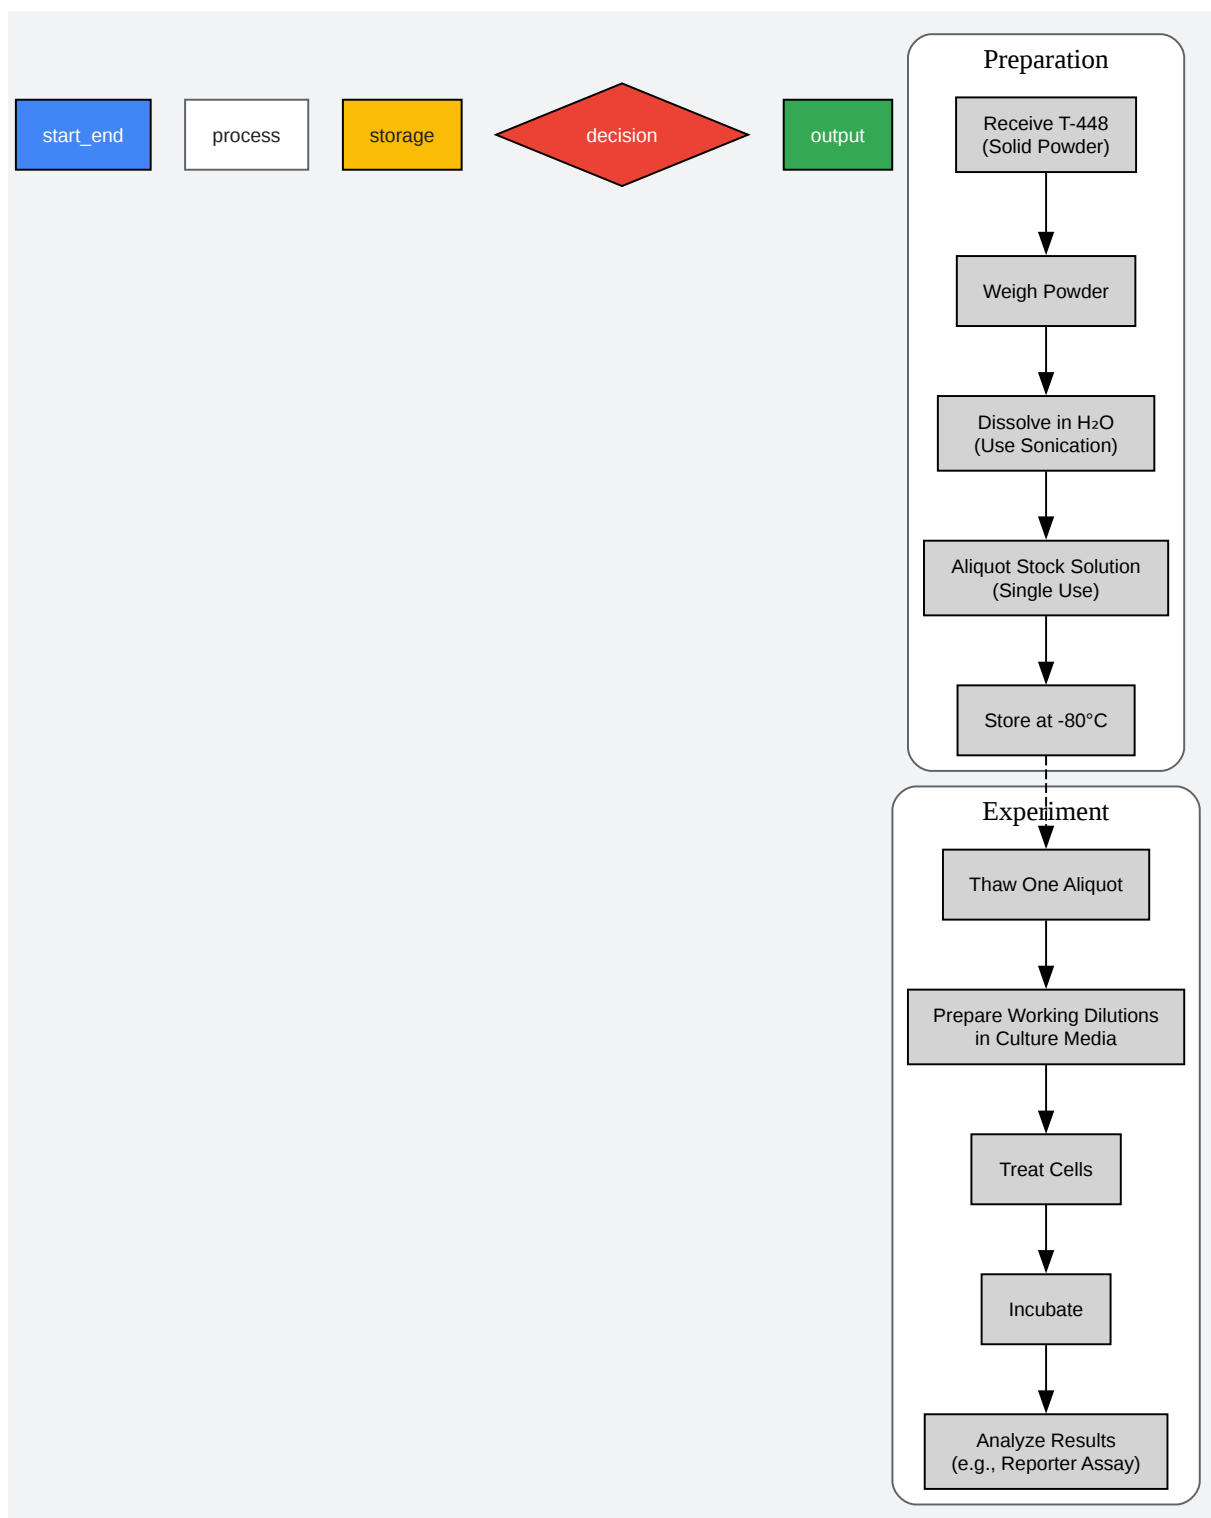 start_end
process
storage
decision
output
Preparation
Receive T-448
(Solid Powder)
Weigh Powder
Dissolve in H₂O
(Use Sonication)
Aliquot Stock Solution
(Single Use)
Store at -80°C
Experiment
Thaw One Aliquot
Prepare Working Dilutions
in Culture Media
Treat Cells
Incubate
Analyze Results
(e.g., Reporter Assay)